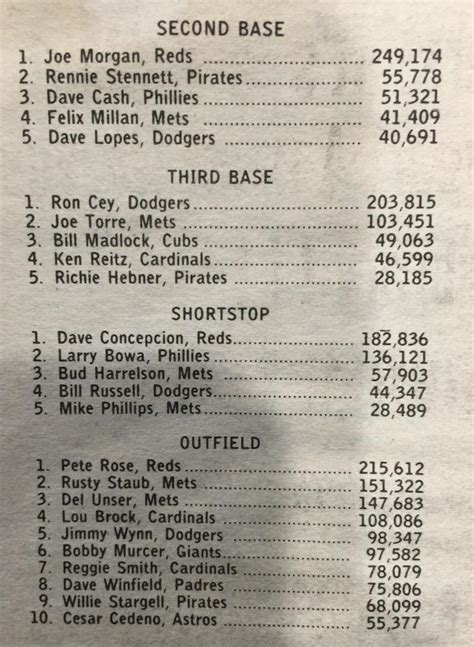 SECOND BASE
1. Joe Morgan, Reds ........................ 249,174
2. Rennie Stennett, Pirates................. 55,778
3. Dave Cash, Phillies ..................... 51,321
4. Felix Millan, Mets ...................... 41,409
5. Dave Lopes, Dodgers ..................... 40,691
THIRD BASE
1. Ron Cey, Dodgers......................... 203,815
2. Joe Torre, Mets ......................... 103,451
3. Bill Madlock, Cubs ...................... 49,063
4. Ken Reitz, Cardinals..................... 46,599
5. Richie Hebner, Pirates .................. 28,185
SHORTSTOP
1. Dave Concepcion, Reds.................... 182,836
2. Larry Bowa, Phillies .................... 136,121
3. Bud Harrelson, Mets ..................... 57,903
4. Bill Russell, Dodgers.................... 44,347
5. Mike Phillips, Mets...................... 28,489
OUTFIELD
1. Pete Rose, Reds ......................... 215,612
2. Rusty Staub, Mets ....................... 151,322
3. Del Unser, Mets ......................... 147,683
4. Lou Brock, Cardinals .................... 108,086
5. Jimmy Wynn, Dodgers ..................... 98,347
6. Bobby Murcer, Giants..................... 97,582
7. Reggie Smith, Cardinals ................. 78,079
8. Dave Winfield, Padres ................... 75,806
9. Willie Stargell, Pirates ................ 68,099
10. Cesar Cedeno, Astros ................... 55,377